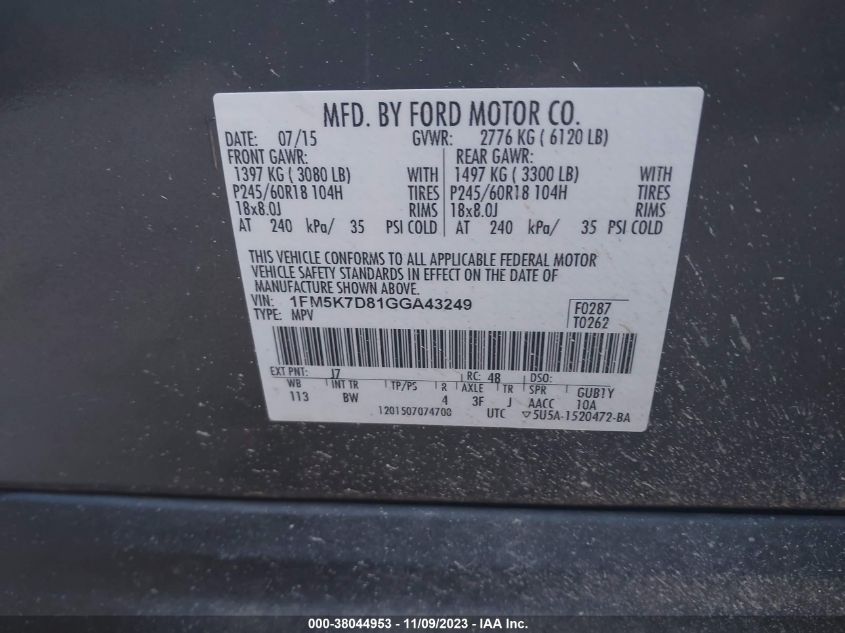 MFD. BY FORD MOTOR CO.
DATE: 07/15 GVWR: 2776 KG ( 6120 LB)
FRONT GAWR: REAR GAWR:
1397 KG ( 3080 LB) WITH 1497 KG ( 3300 LB) WITH
P245/60R18 104H TIRES P245/60R18 104H TIRES
18x8.0J RIMS 18x8.0J RIMS
AT 240 kPa/ 35 PSI COLD AT 240 kPa/ 35 PSI COLD
THIS VEHICLE CONFORMS TO ALL APPLICABLE FEDERAL MOTOR
VEHICLE SAFETY STANDARDS IN EFFECT ON THE DATE OF
MANUFACTURE SHOWN ABOVE.
VIN: 1FM5K7D81GGA43249 F0287
TYPE: MPV T0262
EXT PNT: J7 RC: 48 DSO:
WB INT TR TP/PS R AXLE TR SPR GUB1Y
113 BW 4 3F J AACC 10A
1201507074708 UTC ▽5U5A-1520472-BA
000-38044953 - 11/09/2023 - IAA Inc.